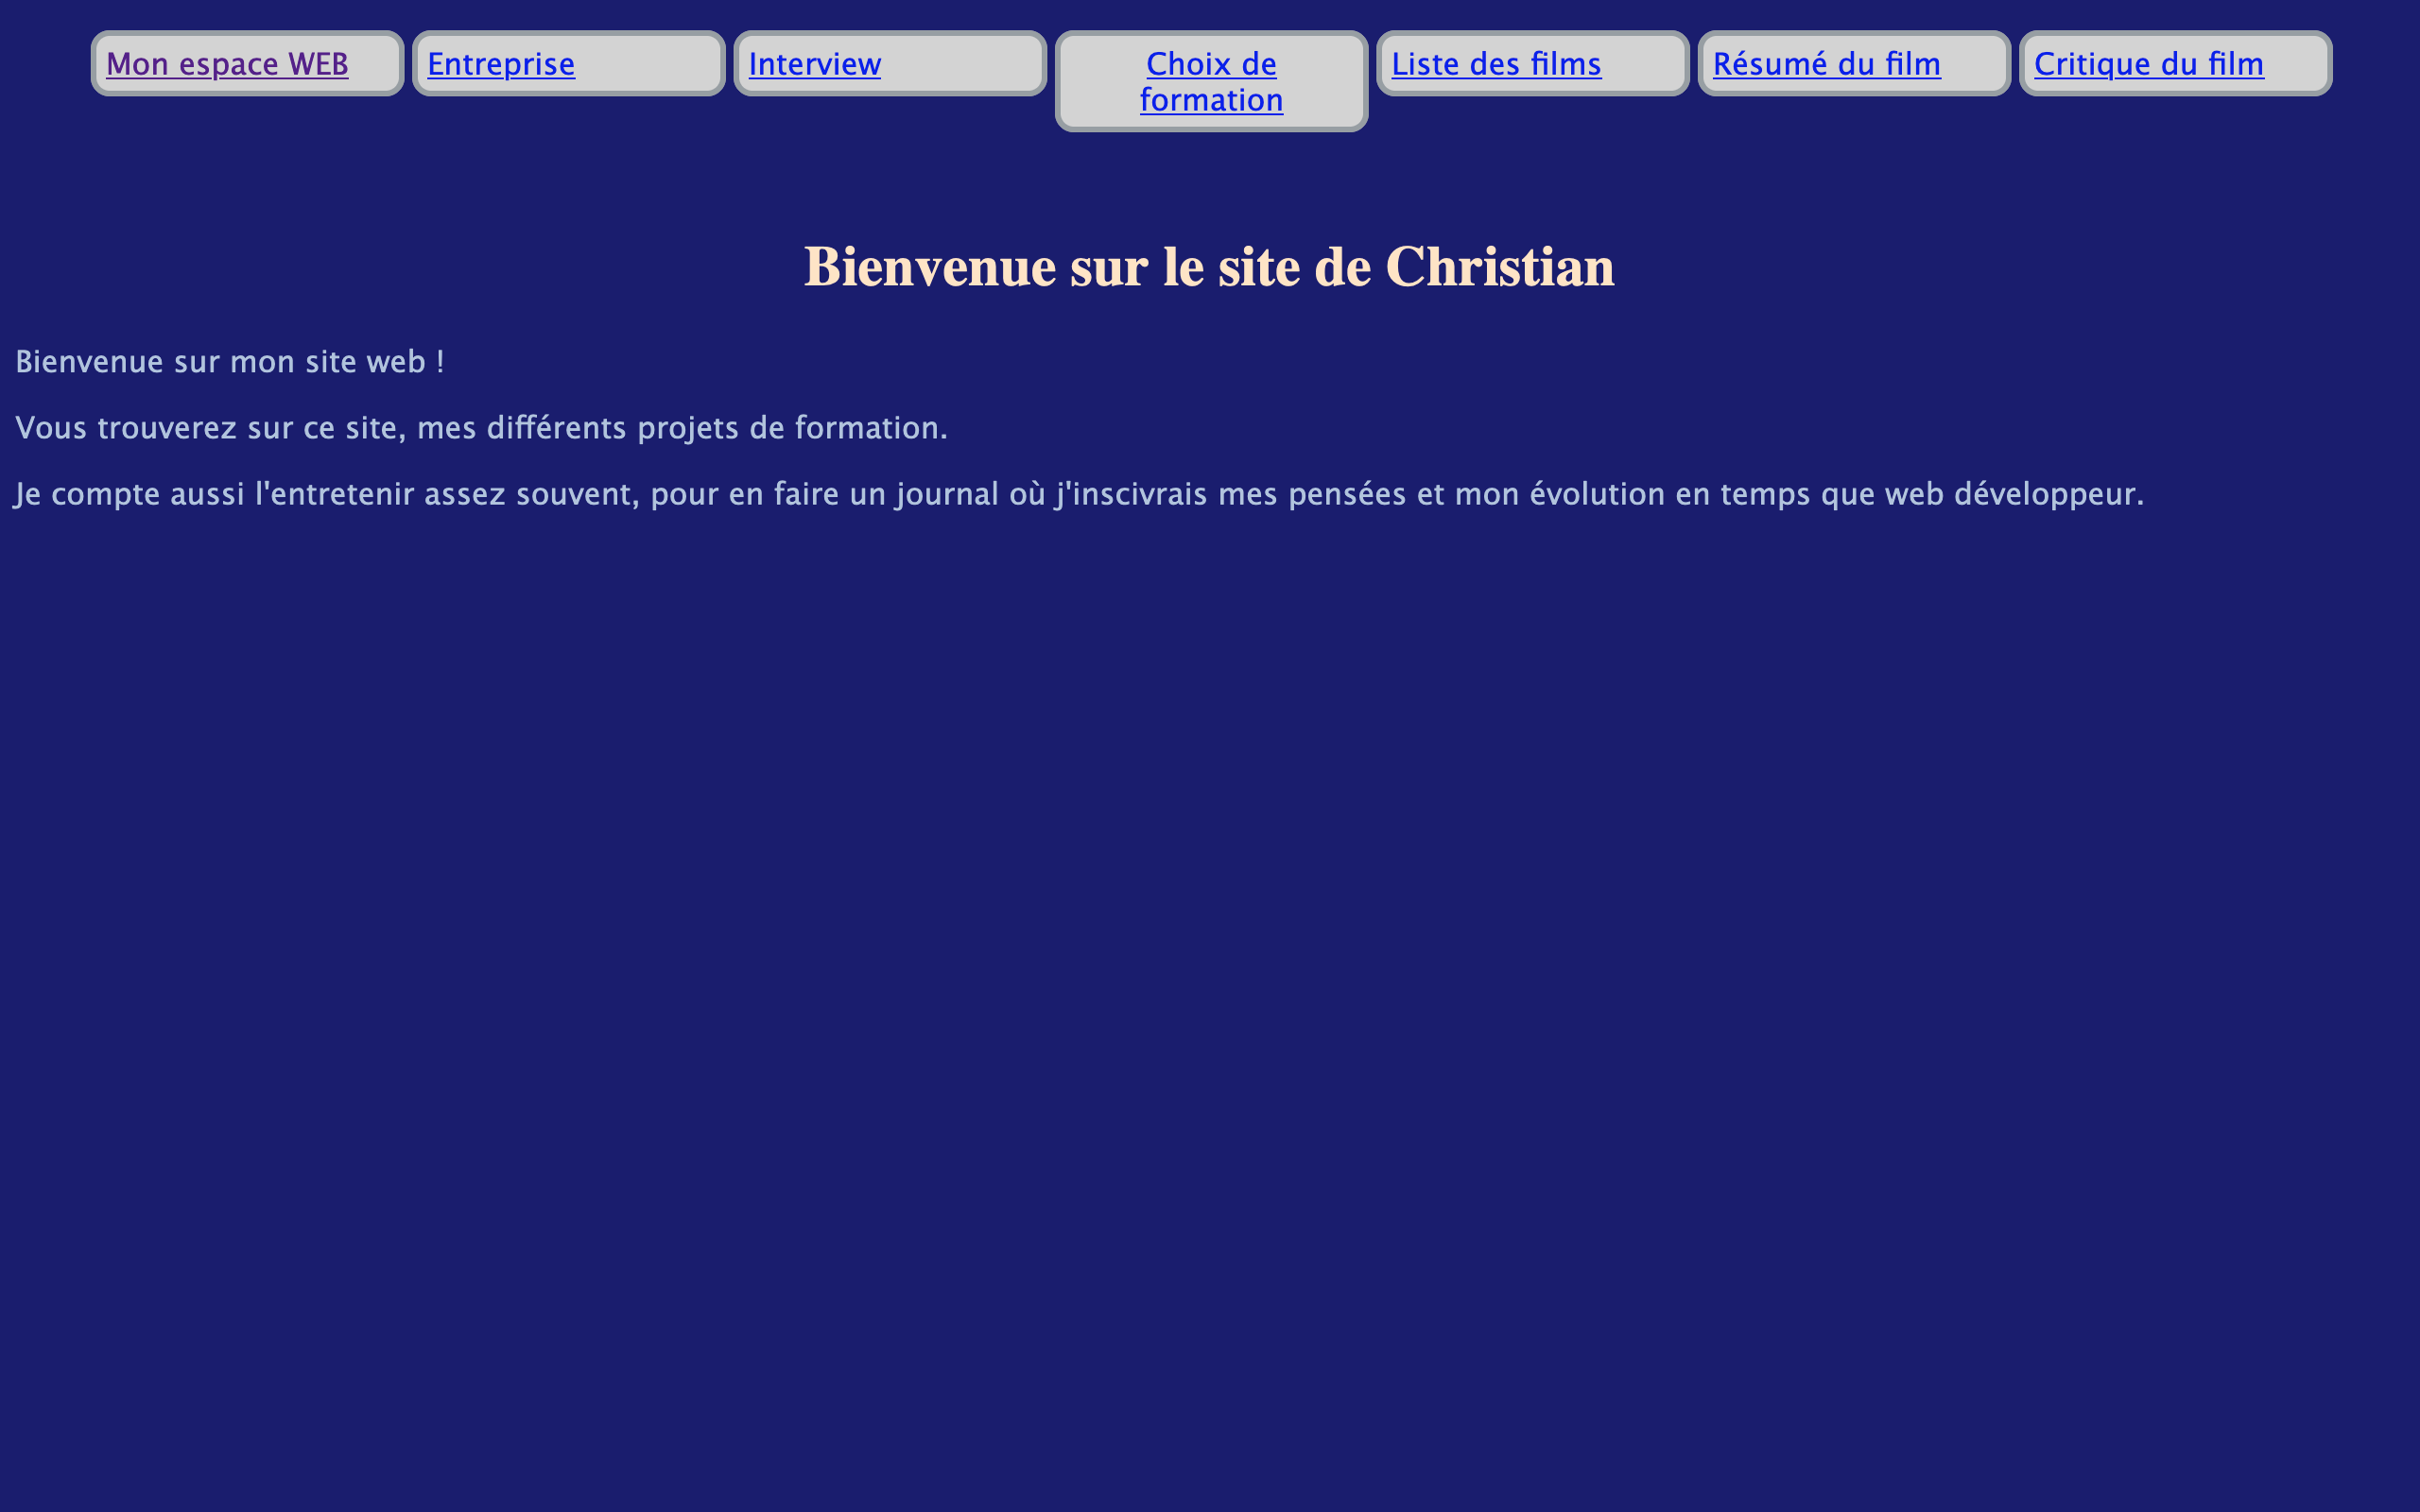 Mon espace WEB
Entreprise
Interview
Choix de
formation
Liste des films
Résumé du film
Critique du film
Bienvenue sur le site de Christian
Bienvenue sur mon site web !
Vous trouverez sur ce site, mes différents projets de formation.
Je compte aussi l'entretenir assez souvent, pour en faire un journal où j'inscivrais mes pensées et mon évolution en temps que web développeur.